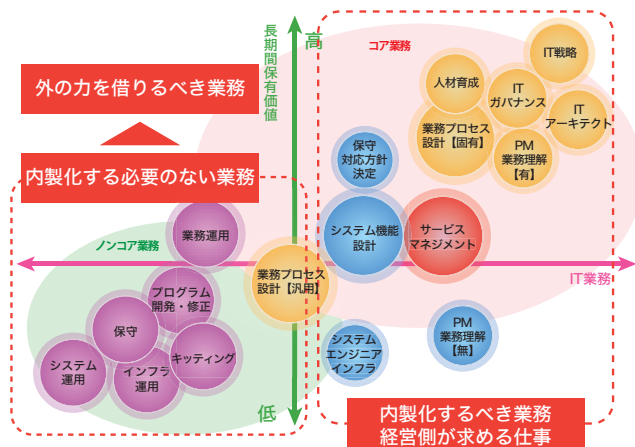 長期間保有価値
高
コア業務
IT戦略
外の力を借りるべき業務
人材育成
IT
ガバナンス
IT
アーキテクト
業務プロセス
設計【固有】
PM
業務理解
【有】
保守
対応方針
決定
内製化する必要のない業務
業務運用
システム機能
設計
サービス
マネジメント
ノンコア業務
IT業務
業務プロセス
設計【汎用】
プログラム
開発・修正
保守
キッティング
システム
運用
インフラ
運用
システム
エンジニア
インフラ
PM
業務理解
【無】
低
内製化するべき業務
経営側が求める仕事